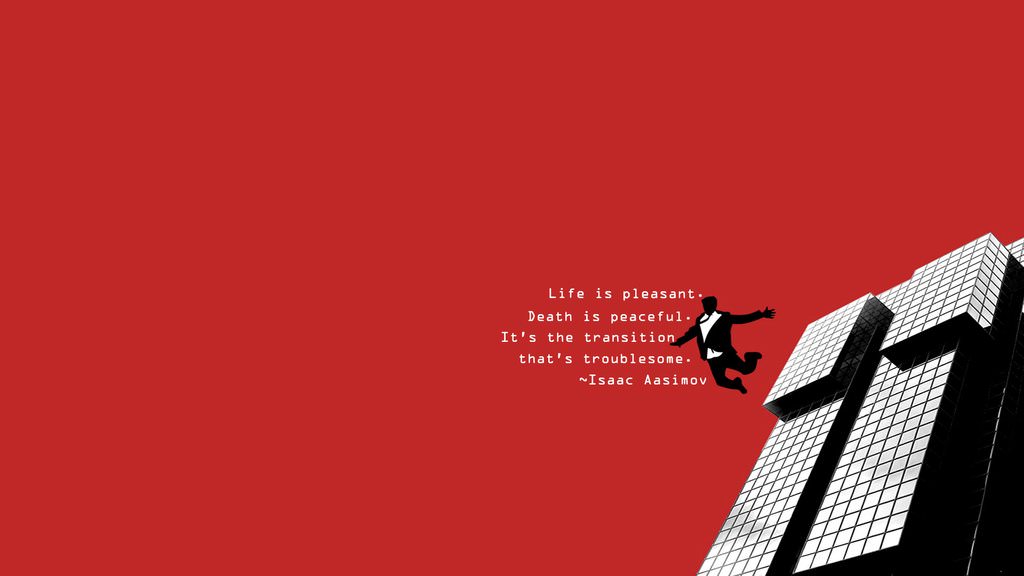 Life is pleasant.
Death is peaceful.
It's the transition
that's troublesome.
~Isaac Aasimov